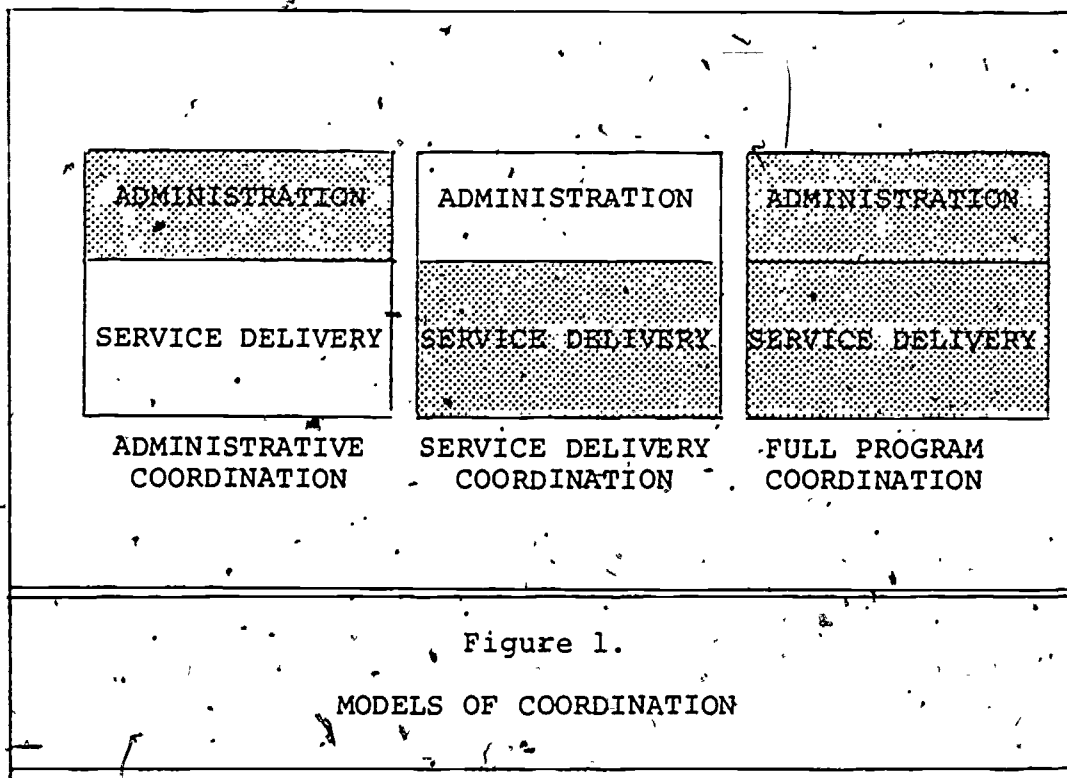 ADMINISTRATION
SERVICE DELIVERY
ADMINISTRATIVE
COORDINATION
ADMINISTRATION
SERVICE DELIVERY
SERVICE DELIVERY
COORDINATION
ADMINISTRATION
SERVICE DELIVERY
FULL PROGRAM
COORDINATION
Figure 1.
MODELS OF COORDINATION